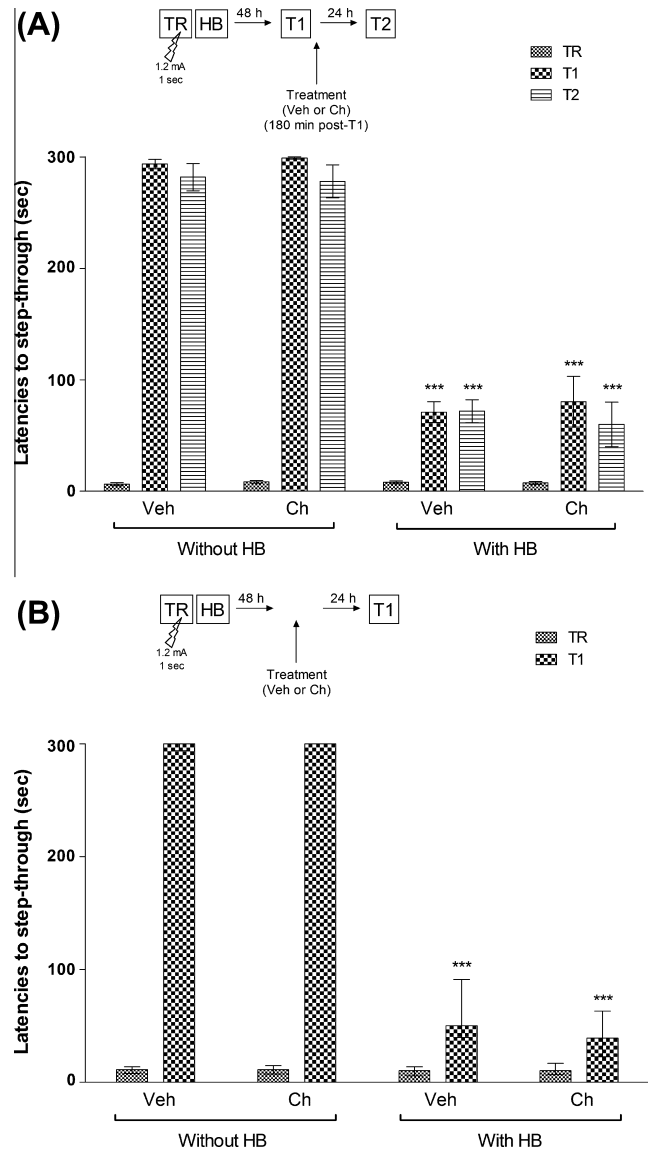 (A)
TR HB 48 h T1 24 h T2
1.2 mA
1 sec
Treatment
(Veh or Ch)
(180 min post-T1)
TR
T1
T2
Latencies to step-through (sec)
300
200
100
0
*** *** *** ***
Veh Ch Veh Ch
Without HB With HB
(B)
TR HB 48 h 24 h T1
1.2 mA
1 sec
Treatment
(Veh or Ch)
TR
T1
Latencies to step-through (sec)
300
200
100
0
*** ***
Veh Ch Veh Ch
Without HB With HB